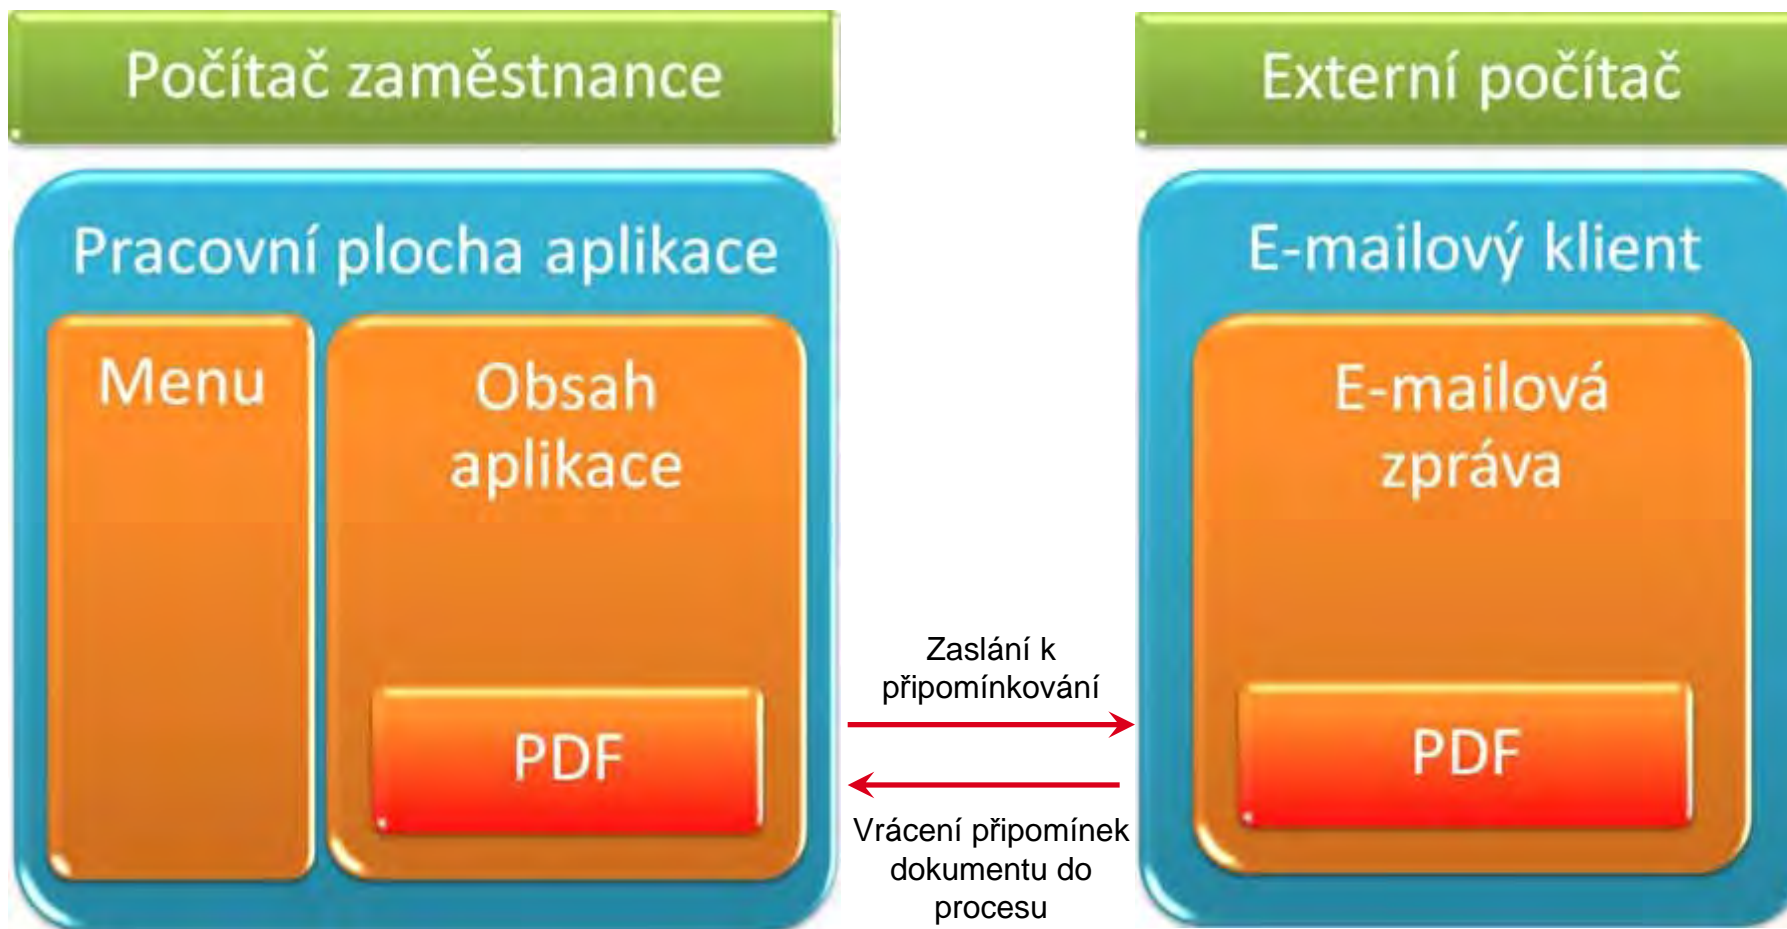 Počítač zaměstnance
Externí počítač
Pracovní plocha aplikace
E-mailový klient
Menu
Obsah
aplikace
E-mailová
zpráva
Zaslání k
připomínkování
PDF
PDF
Vrácení připomínek
dokumentu do
procesu